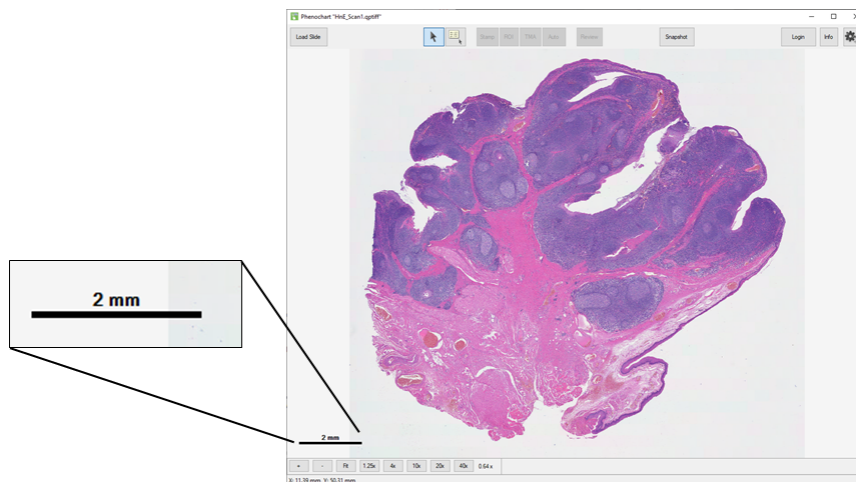 Phenochart "HnE_Scan1.qptiff"
Load Slide Stamp ROI TMA Auto Review Snapshot Login Info
2 mm
2 mm
+ - Fit 1.25x 4x 10x 20x 40x 0.64 x
X: 11.39 mm, Y: 50.31 mm